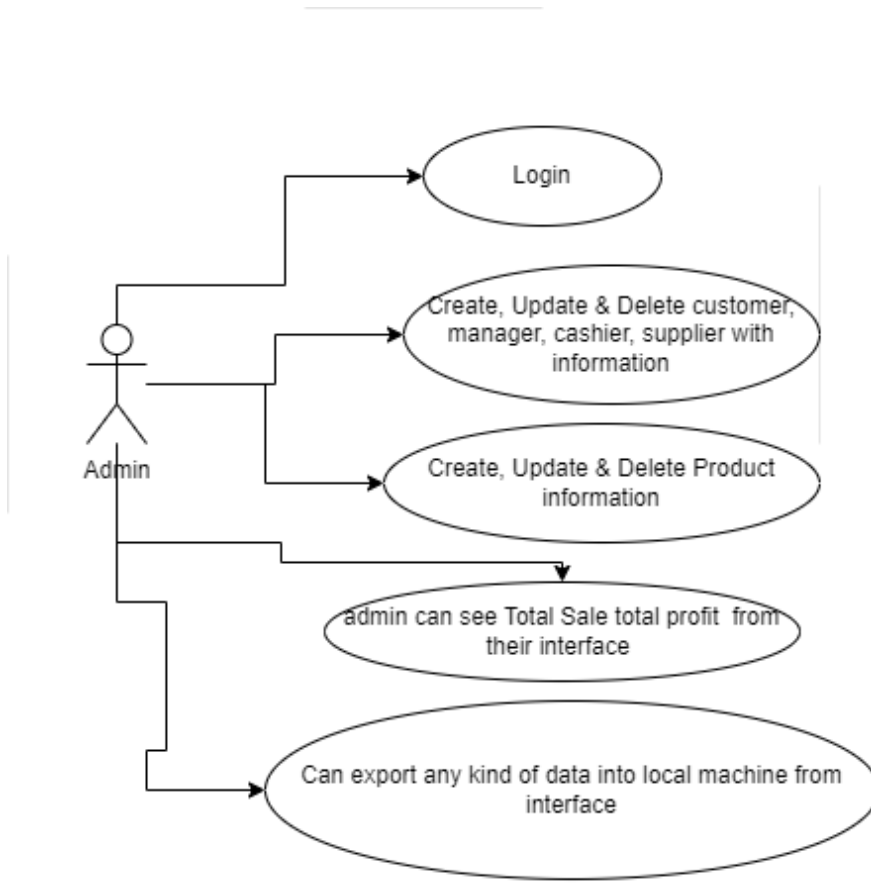 Login
Create, Update & Delete customer,
manager, cashier, supplier with
information
Admin
Create, Update & Delete Product
information
admin can see Total Sale total profit from
their interface
Can export any kind of data into local machine from
interface